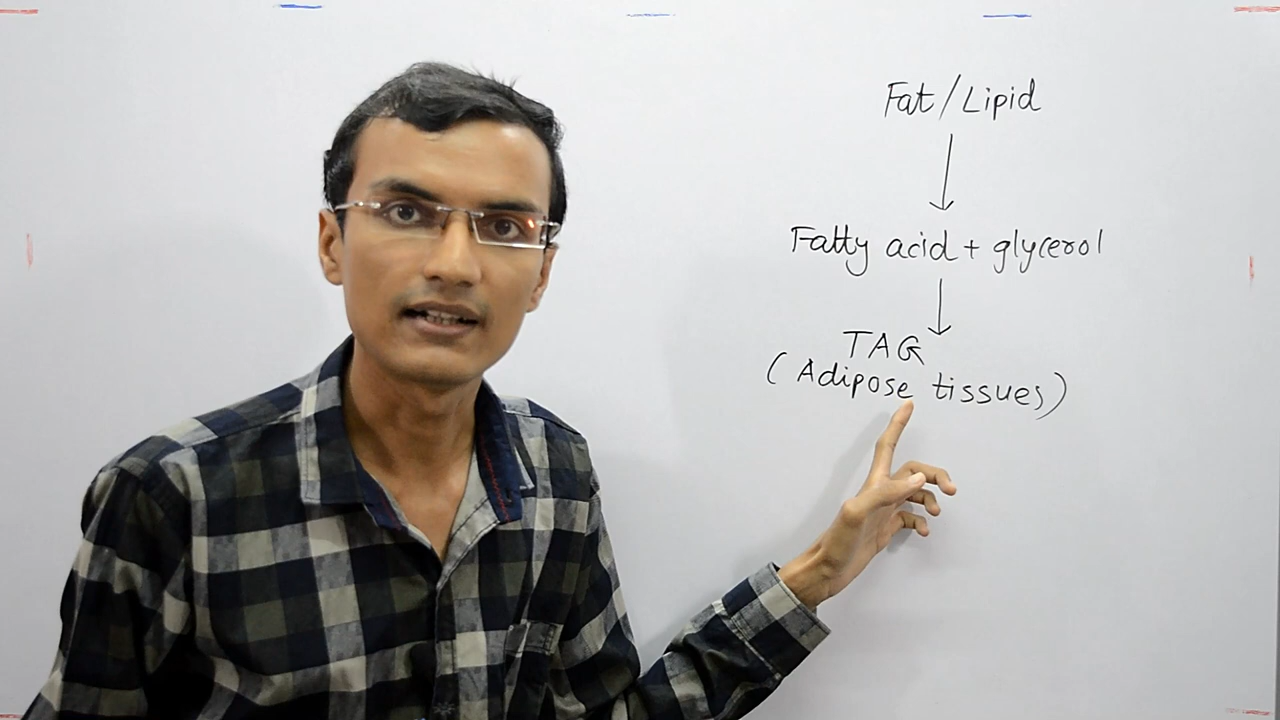 Fat/Lipid
Fatty acid + glycerol
TAG
(Adipose tissues)